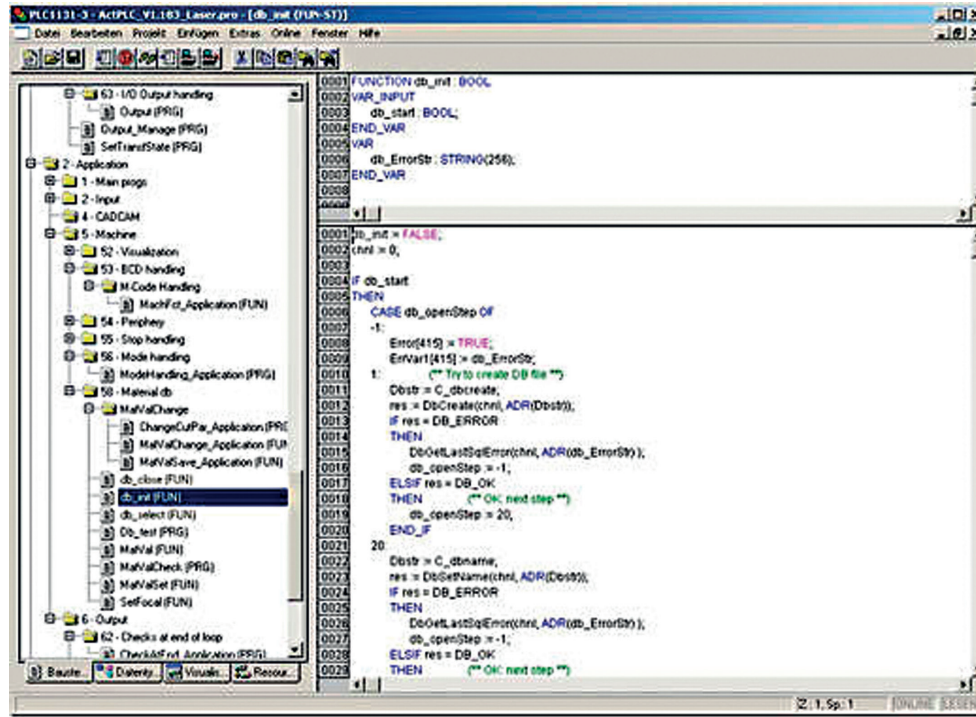 PLC1131-3 - ActPLC_V1.183_Laser.pro - [db_init (FUN-ST)]
Datei Bearbeiten Projekt Einfügen Extras Online Fenster Hilfe
63 - I/O Output handling
Output (PRG)
Output_Manage (PRG)
SetTransfState (PRG)
2 - Application
1 - Main progs
2 - Input
4 - CADCAM
5 - Machine
52 - Visualization
53 - BCD handling
M-Code Handling
MachFct_Application (FUN)
54 - Periphery
55 - Stop handling
56 - Mode handling
ModeHandling_Application (PRG)
58 - Material db
MatValChange
ChangeCutPar_Application (PRG
MatValChange_Application (FUN
MatValSave_Application (FUN)
db_close (FUN)
db_init (FUN)
db_select (FUN)
Db_test (PRG)
MatVal (FUN)
MatValCheck (PRG)
MatValSet (FUN)
SetFocal (FUN)
6 - Output
62 - Checks at end of loop
CheckAtEnd_Application (PRG)
Bauste... Datenty... Visualis... Ressour...
0001 FUNCTION db_init : BOOL
0002 VAR_INPUT
0003 db_start : BOOL;
0004 END_VAR
0005 VAR
0006 db_ErrorStr : STRING(256);
0007 END_VAR
0008
0001 db_init := FALSE;
0002 chnl := 0;
0003
0004 IF db_start
0005 THEN
0006 CASE db_openStep OF
0007 -1:
0008 Error[415] := TRUE;
0009 ErrVar1[415] := db_ErrorStr;
0010 1: (** Try to create DB file **)
0011 Dbstr := C_dbcreate;
0012 res := DbCreate(chnl, ADR(Dbstr));
0013 IF res = DB_ERROR
0014 THEN
0015 DbGetLastSqlError(chnl, ADR(db_ErrorStr) );
0016 db_openStep := -1;
0017 ELSIF res = DB_OK
0018 THEN (** OK: next step **)
0019 db_openStep := 20;
0020 END_IF
0021 20:
0022 Dbstr := C_dbname;
0023 res := DbSetName(chnl, ADR(Dbstr));
0024 IF res = DB_ERROR
0025 THEN
0026 DbGetLastSqlError(chnl, ADR(db_ErrorStr) );
0027 db_openStep := -1;
0028 ELSIF res = DB_OK
0029 THEN (** OK: next step **)
Z.: 1, Sp.: 1 ONLINE LESEN